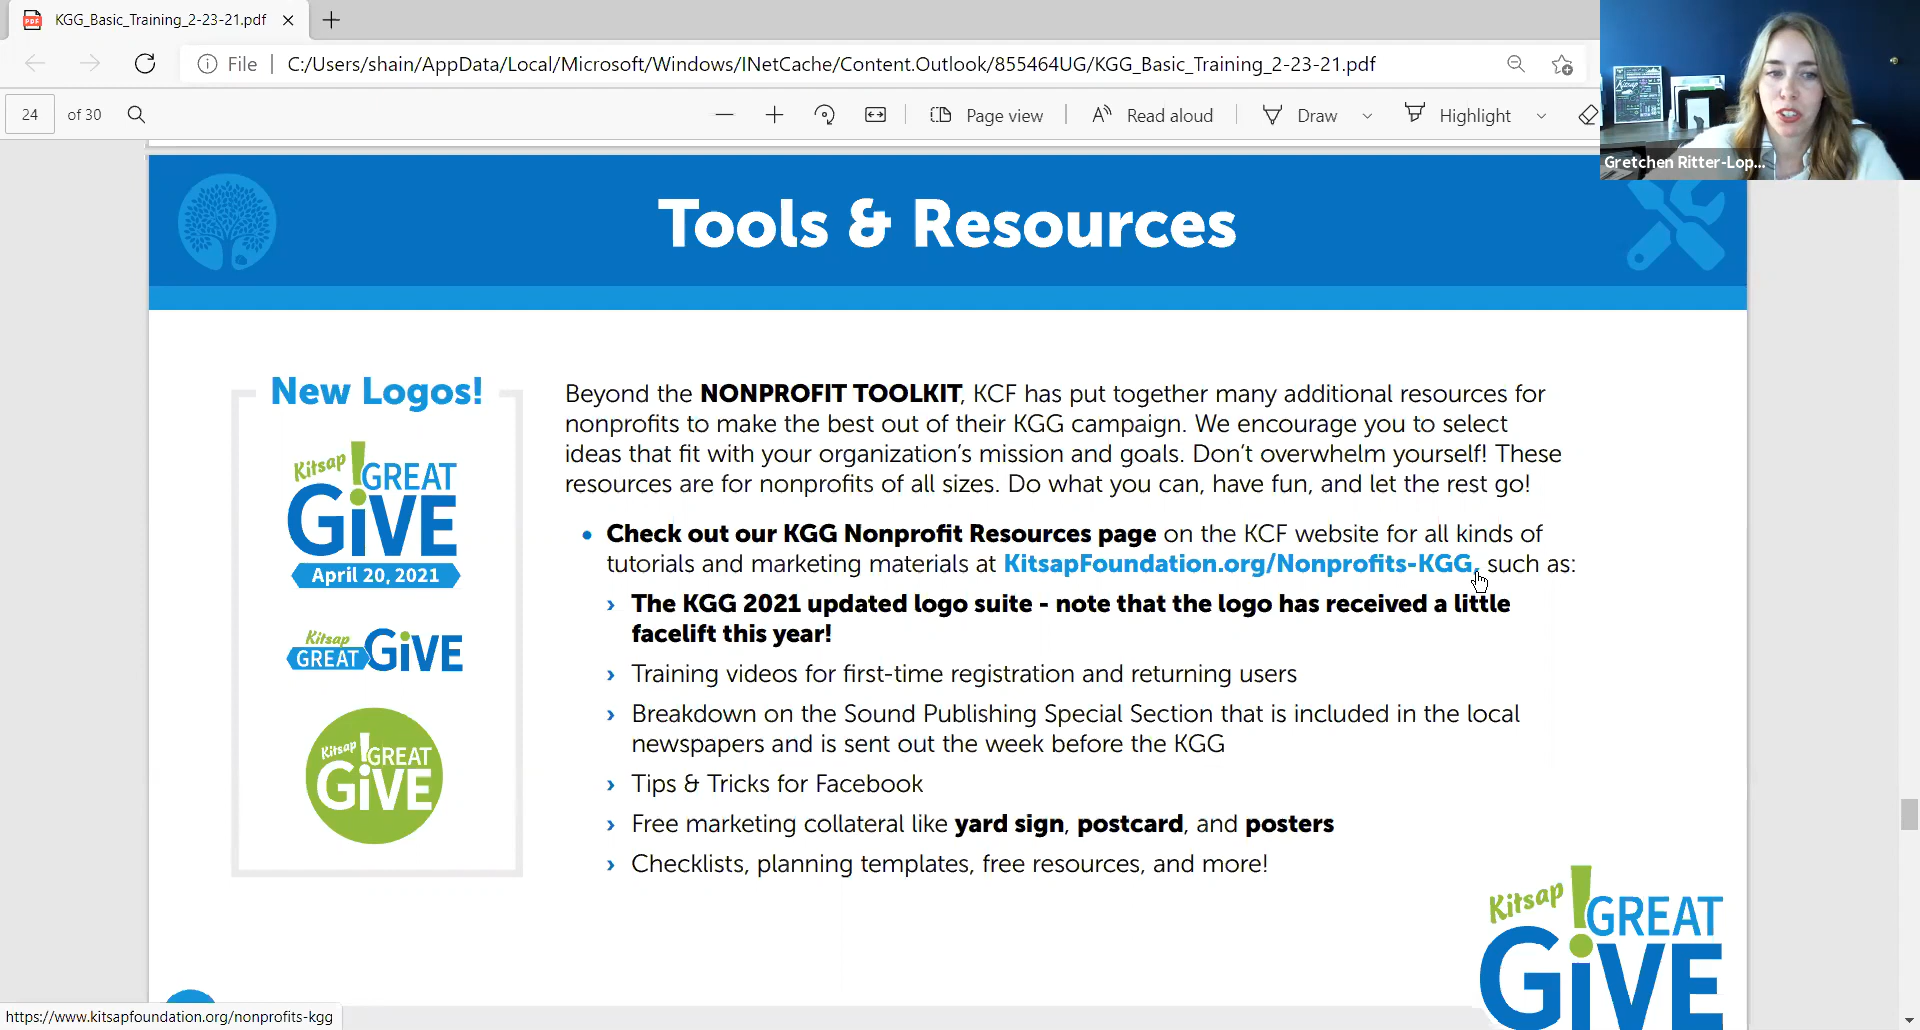 KGG_Basic_Training_2-23-21.pdf
File
C:/Users/shain/AppData/Local/Microsoft/Windows/INetCache/Content.Outlook/855464UG/KGG_Basic_Training_2-23-21.pdf
24 of 30
Page view
Read aloud
Draw
Highlight
Gretchen Ritter-Lop...
Tools & Resources
New Logos!
Kitsap GREAT
GiVE
April 20, 2021
Kitsap
GREAT GiVE
Kitsap GREAT
GiVE
Beyond the NONPROFIT TOOLKIT, KCF has put together many additional resources for
nonprofits to make the best out of their KGG campaign. We encourage you to select
ideas that fit with your organization's mission and goals. Don't overwhelm yourself! These
resources are for nonprofits of all sizes. Do what you can, have fun, and let the rest go!
• Check out our KGG Nonprofit Resources page on the KCF website for all kinds of
tutorials and marketing materials at KitsapFoundation.org/Nonprofits-KGG, such as:
› The KGG 2021 updated logo suite - note that the logo has received a little
facelift this year!
› Training videos for first-time registration and returning users
› Breakdown on the Sound Publishing Special Section that is included in the local
newspapers and is sent out the week before the KGG
› Tips & Tricks for Facebook
› Free marketing collateral like yard sign, postcard, and posters
› Checklists, planning templates, free resources, and more!
Kitsap GREAT
GiVE
https://www.kitsapfoundation.org/nonprofits-kgg